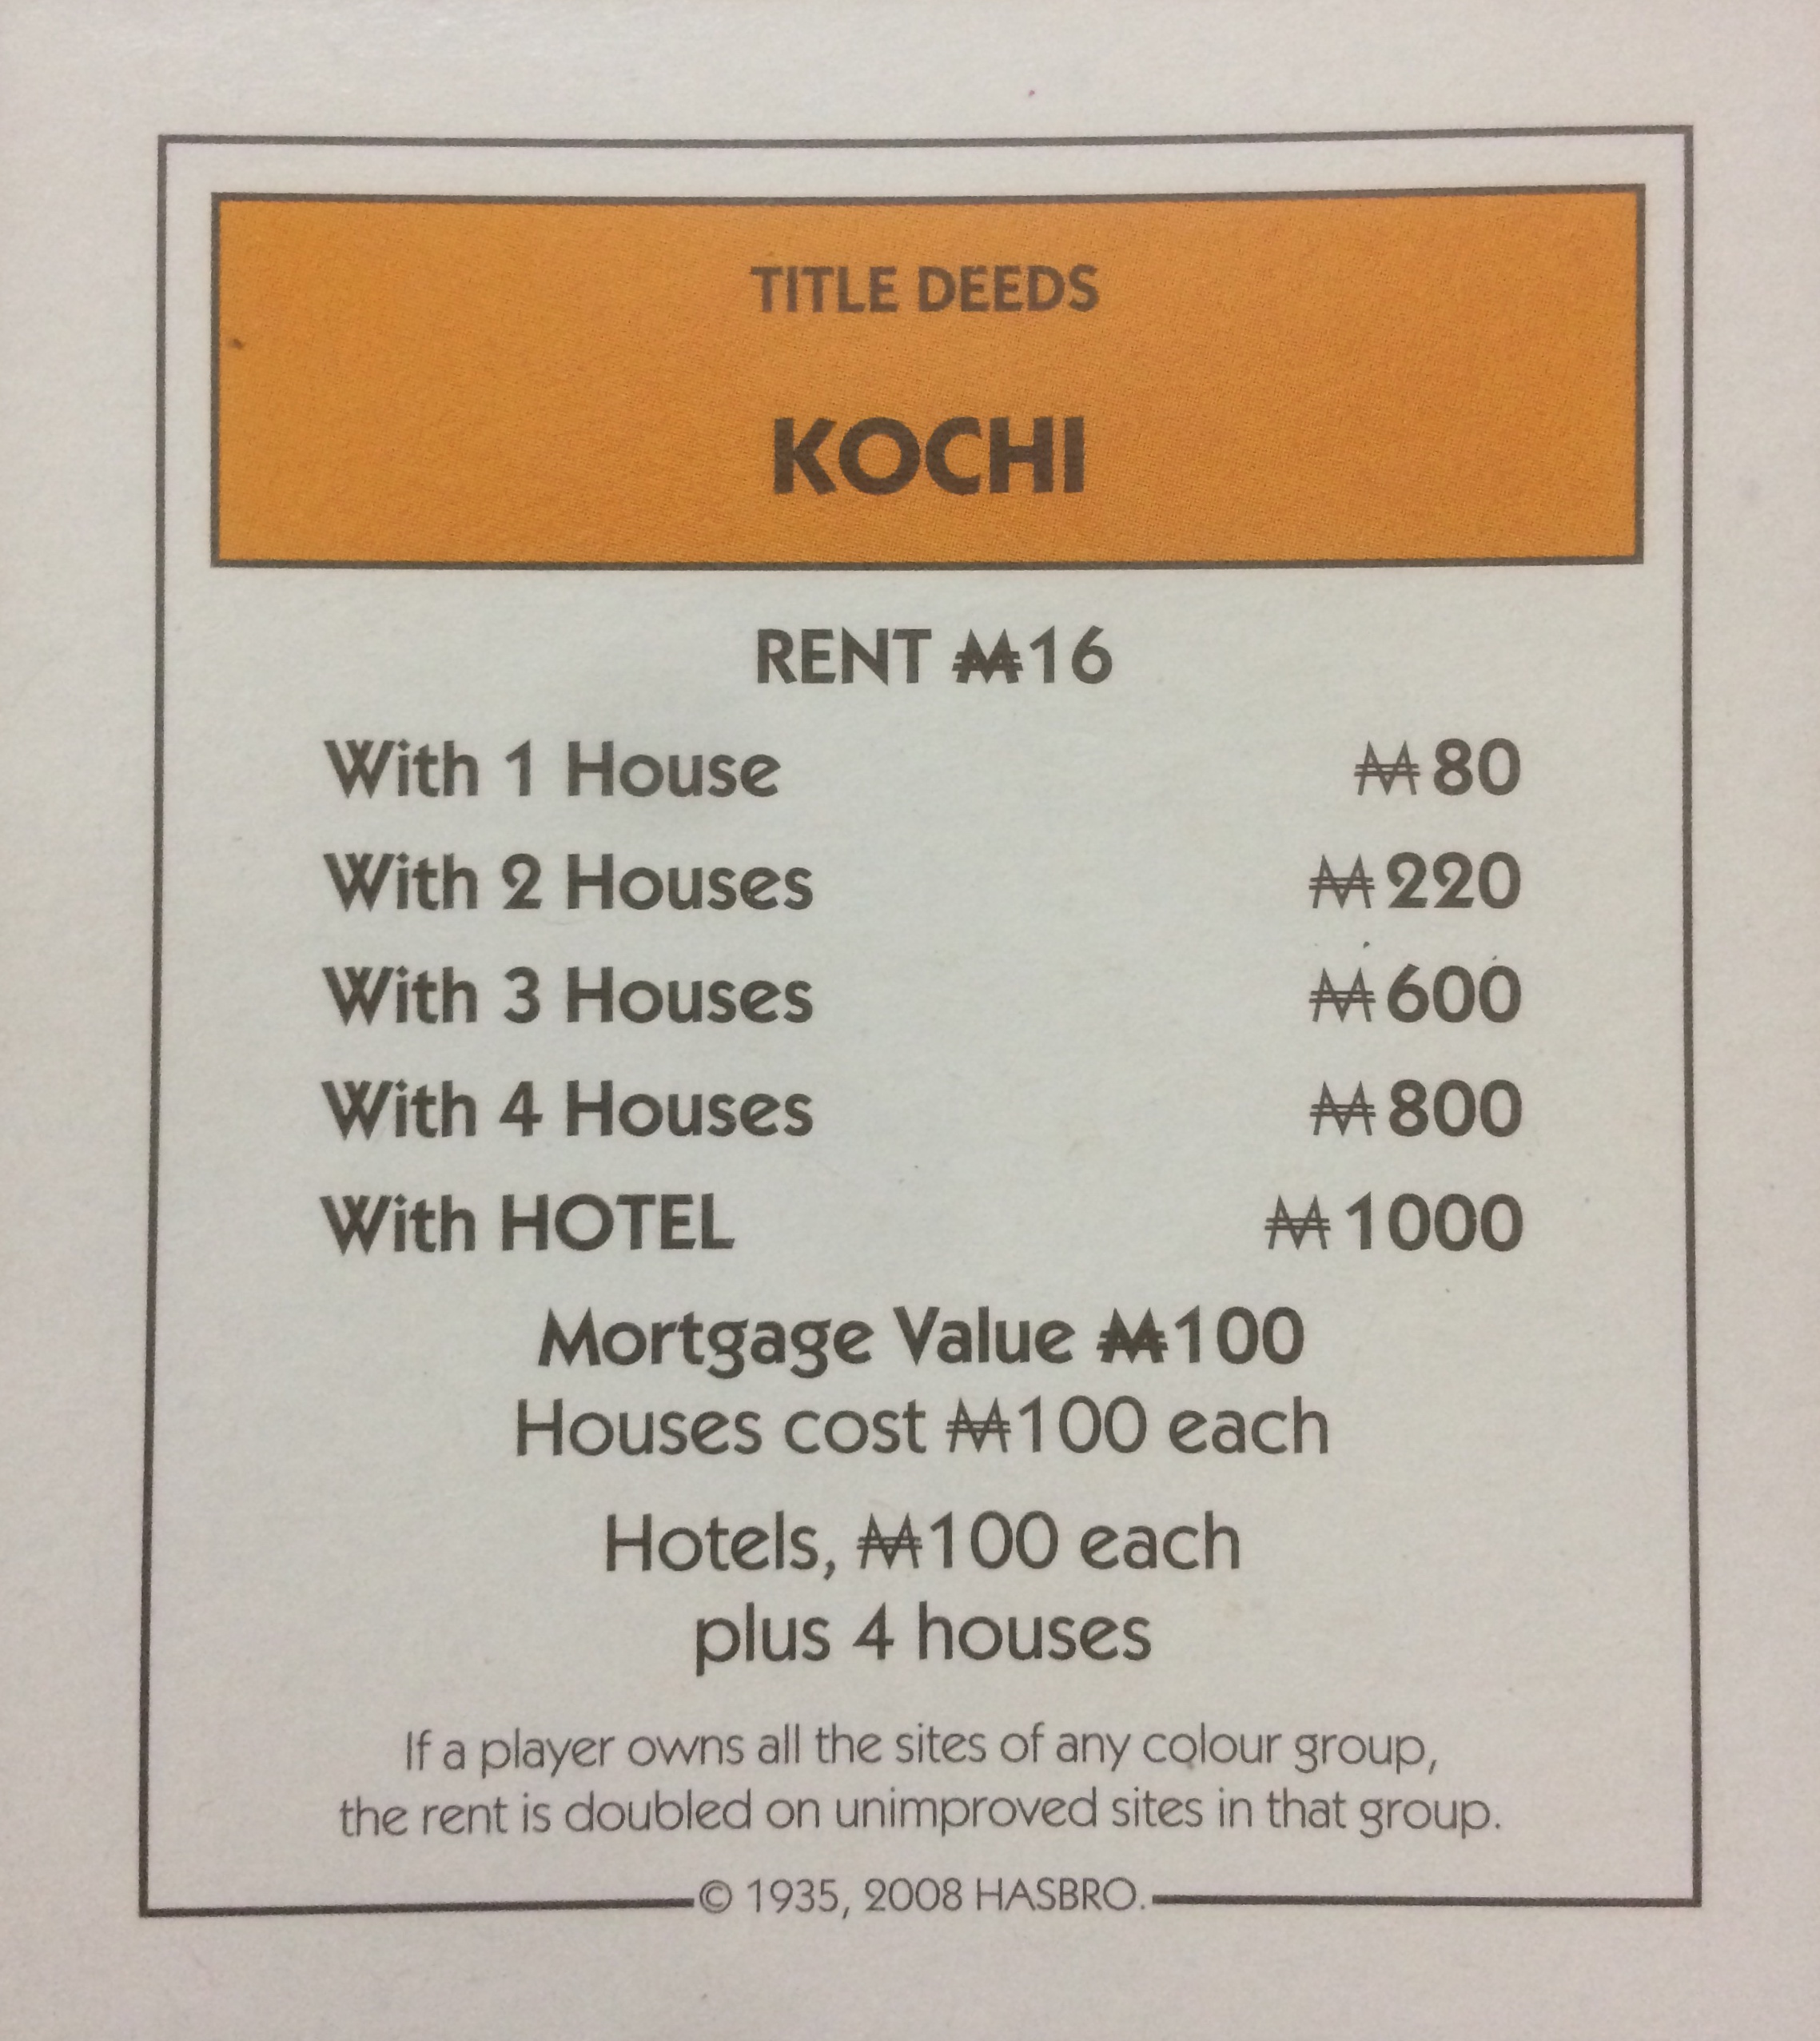 TITLE DEEDS
KOCHI
RENT ₩16
With 1 House ₩80
With 2 Houses ₩220
With 3 Houses ₩600
With 4 Houses ₩800
With HOTEL ₩1000
Mortgage Value ₩100
Houses cost ₩100 each
Hotels, ₩100 each
plus 4 houses
If a player owns all the sites of any colour group,
the rent is doubled on unimproved sites in that group.
© 1935, 2008 HASBRO.